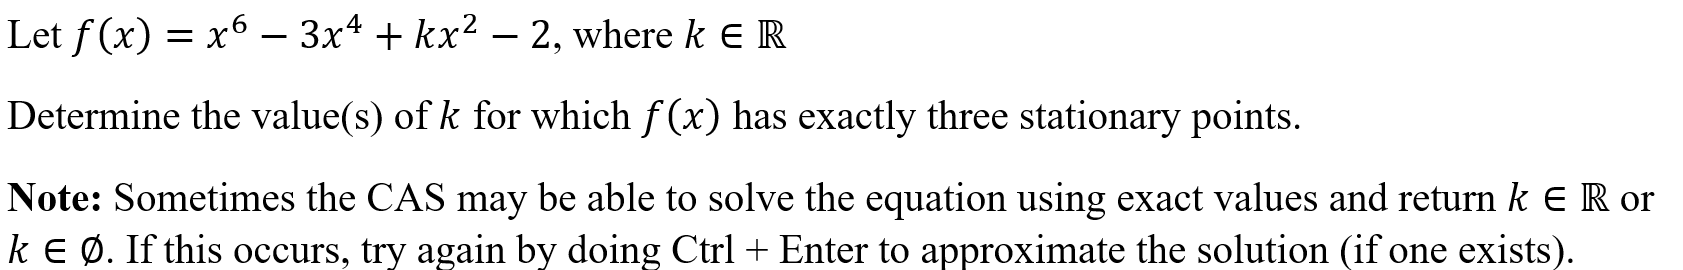 Let f(x) = x⁶ − 3x⁴ + kx² − 2, where k ∈ ℝ
Determine the value(s) of k for which f(x) has exactly three stationary points.
Note: Sometimes the CAS may be able to solve the equation using exact values and return k ∈ ℝ or
k ∈ ∅. If this occurs, try again by doing Ctrl + Enter to approximate the solution (if one exists).